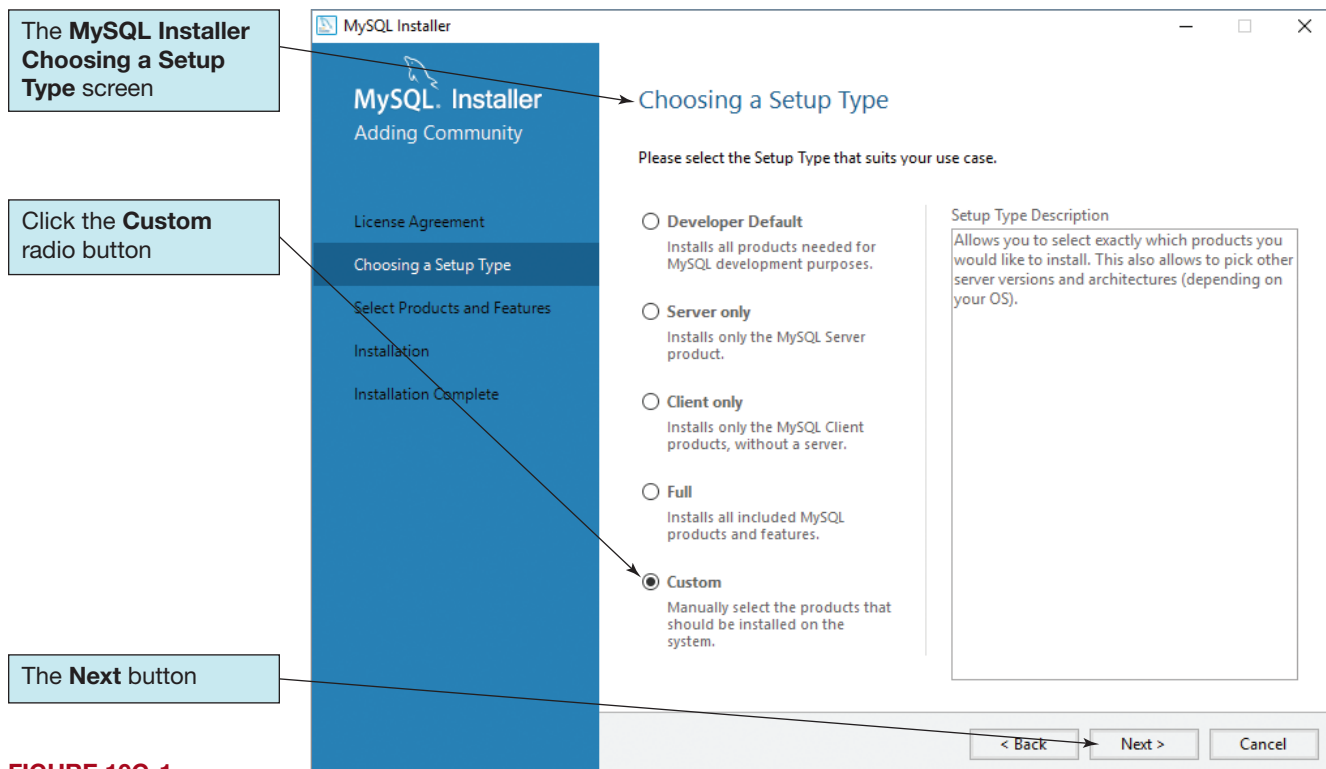 The MySQL Installer
Choosing a Setup
Type screen
Click the Custom
radio button
The Next button
MySQL Installer
MySQL. Installer
Adding Community
License Agreement
Choosing a Setup Type
Select Products and Features
Installation
Installation Complete
Choosing a Setup Type
Please select the Setup Type that suits your use case.
Developer Default
Installs all products needed for
MySQL development purposes.
Server only
Installs only the MySQL Server
product.
Client only
Installs only the MySQL Client
products, without a server.
Full
Installs all included MySQL
products and features.
Custom
Manually select the products that
should be installed on the
system.
Setup Type Description
Allows you to select exactly which products you
would like to install. This also allows to pick other
server versions and architectures (depending on
your OS).
< Back
Next >
Cancel